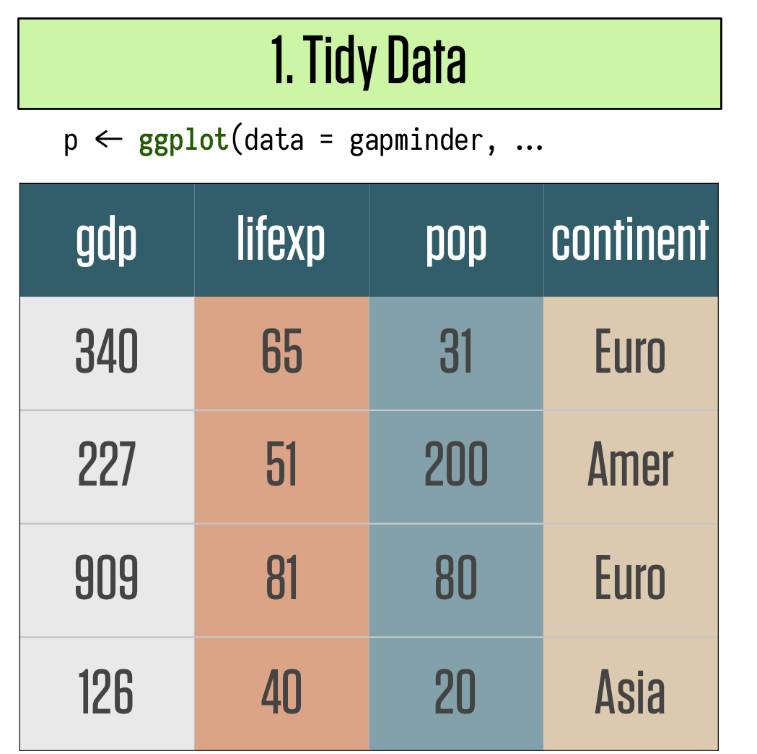 1. Tidy Data
p ← ggplot(data = gapminder, …
gdp lifexp pop continent
340 65 31 Euro
227 51 200 Amer
909 81 80 Euro
126 40 20 Asia